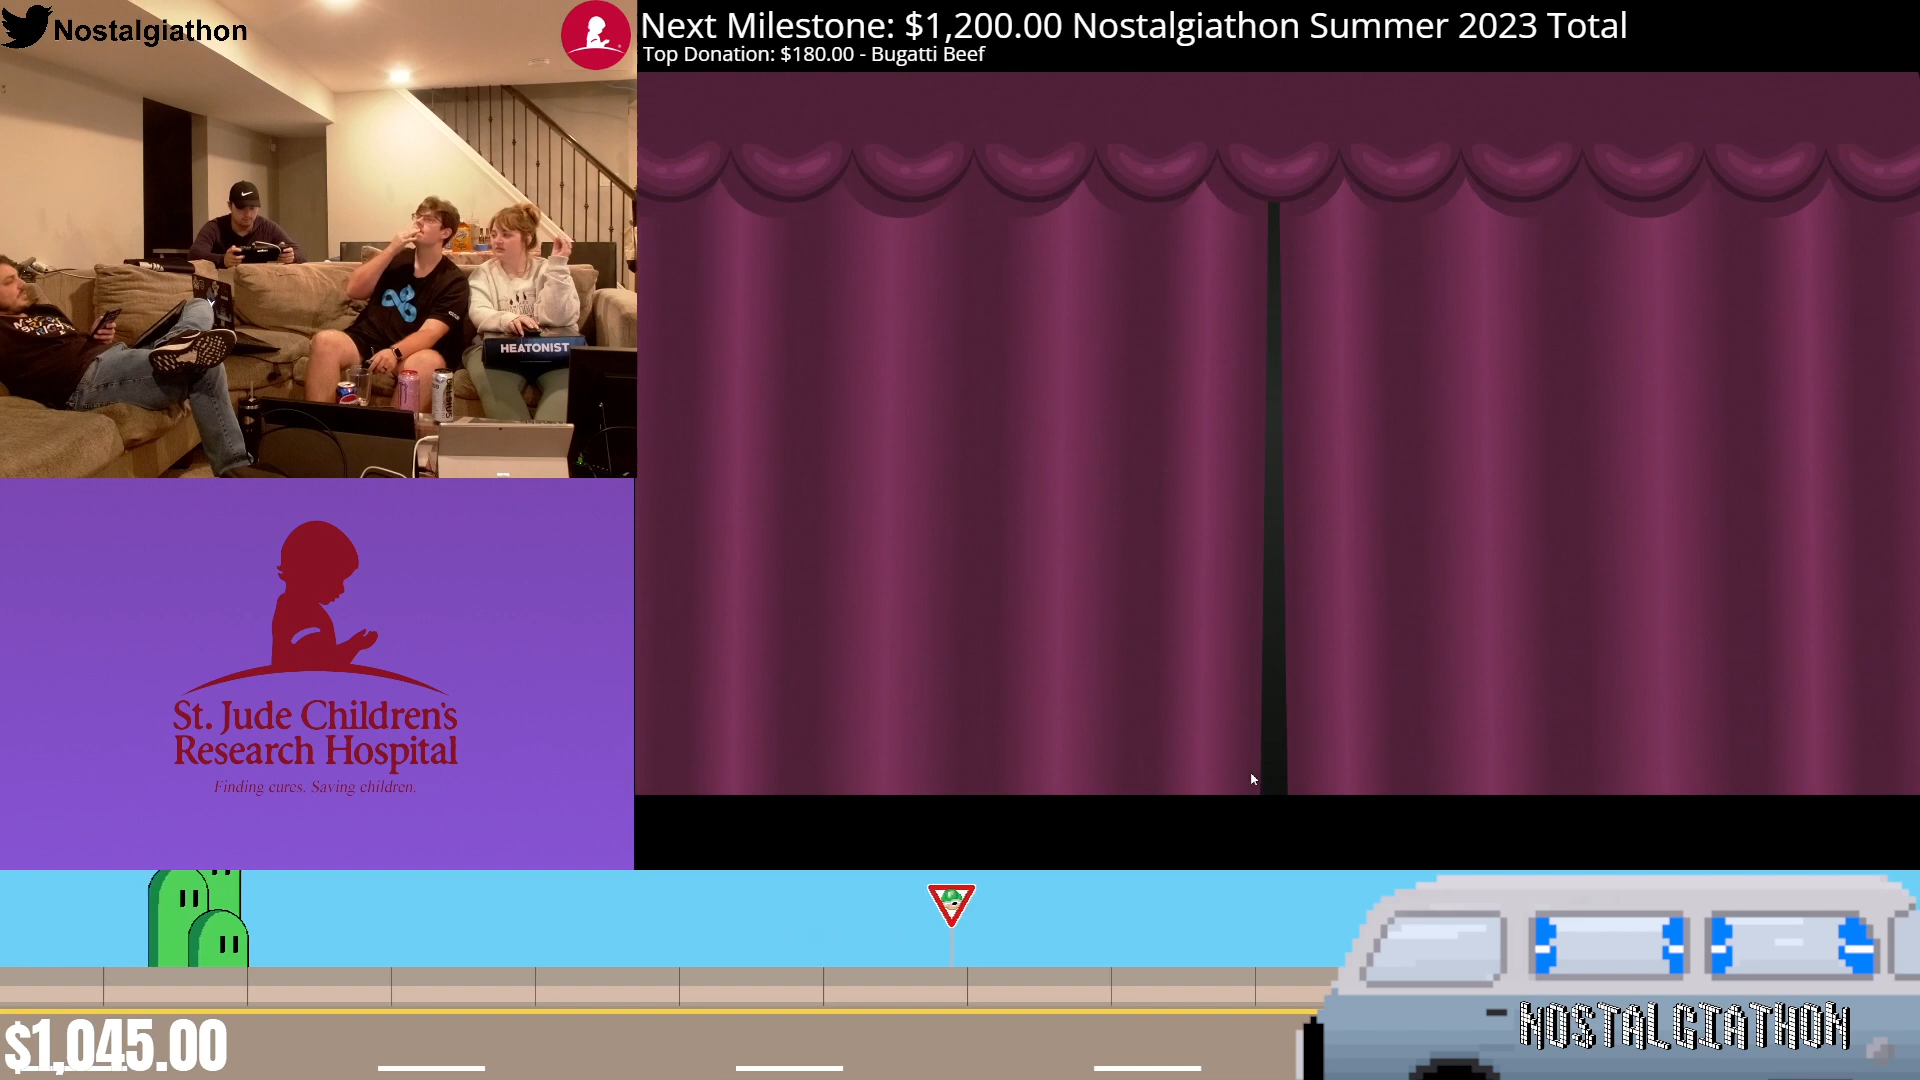 Nostalgiathon
Next Milestone: $1,200.00 Nostalgiathon Summer 2023 Total
Top Donation: $180.00 - Bugatti Beef
HEATONIST
St. Jude Children's
Research Hospital
Finding cures. Saving children.
$1,045.00
NOSTALGIATHON